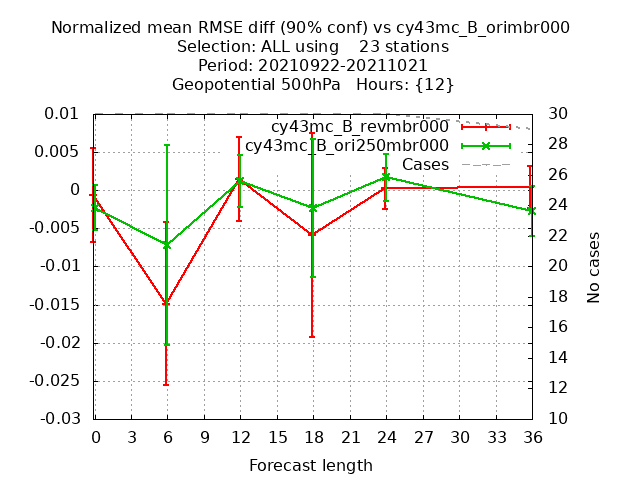 Normalized mean RMSE diff (90% conf) vs cy43mc_B_orimbr000
Selection: ALL using    23 stations
Period: 20210922-20211021
Geopotential 500hPa   Hours: {12}
cy43mc_B_revmbr000
cy43mc_B_ori250mbr000
Cases
0.01
0.005
0
-0.005
-0.01
-0.015
-0.02
-0.025
-0.03
30
28
26
24
22
20
18
16
14
12
10
No cases
0 3 6 9 12 15 18 21 24 27 30 33 36
Forecast length